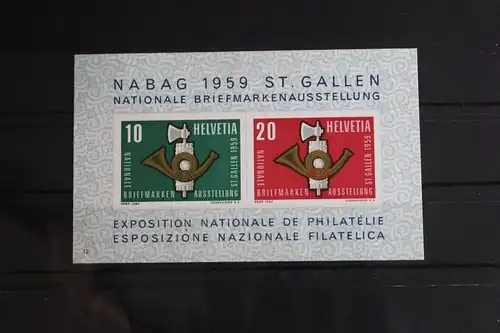 NABAG 1959 ST. GALLEN
NATIONALE BRIEFMARKENAUSSTELLUNG
10 HELVETIA
NATIONALE
BRIEFMARKEN AUSSTELLUNG
ST. GALLEN 1959
20 HELVETIA
NATIONALE
BRIEFMARKEN AUSSTELLUNG
ST. GALLEN 1959
EXPOSITION NATIONALE DE PHILATÉLIE
ESPOSIZIONE NAZIONALE FILATELICA